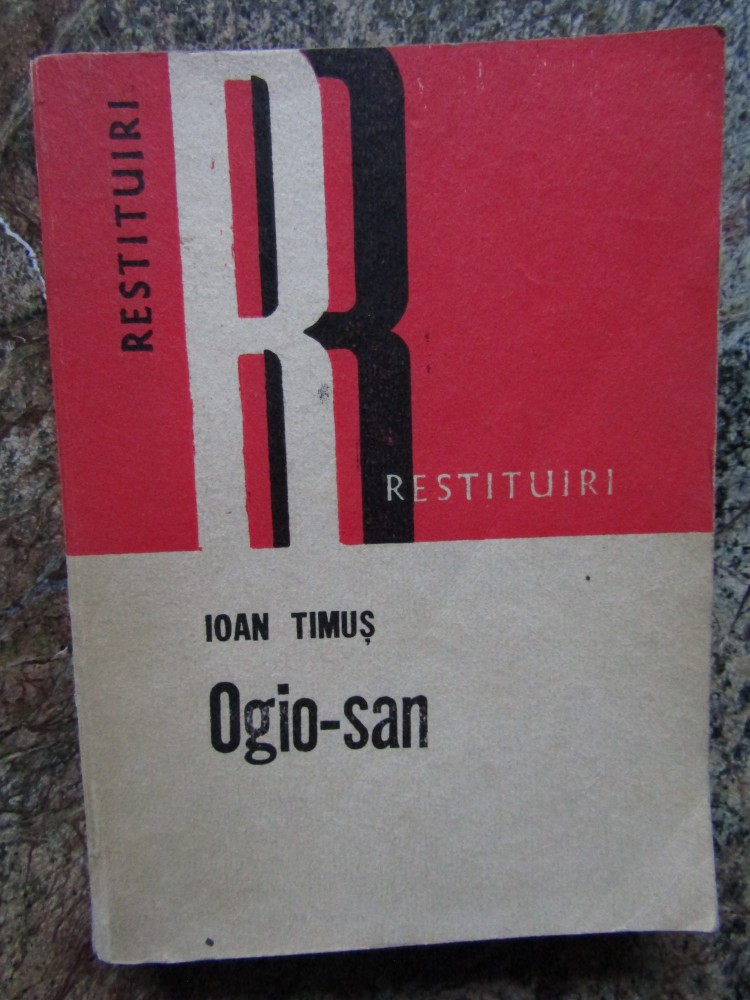 RESTITUIRI
R
RESTITUIRI
IOAN TIMUȘ
Ogio-san